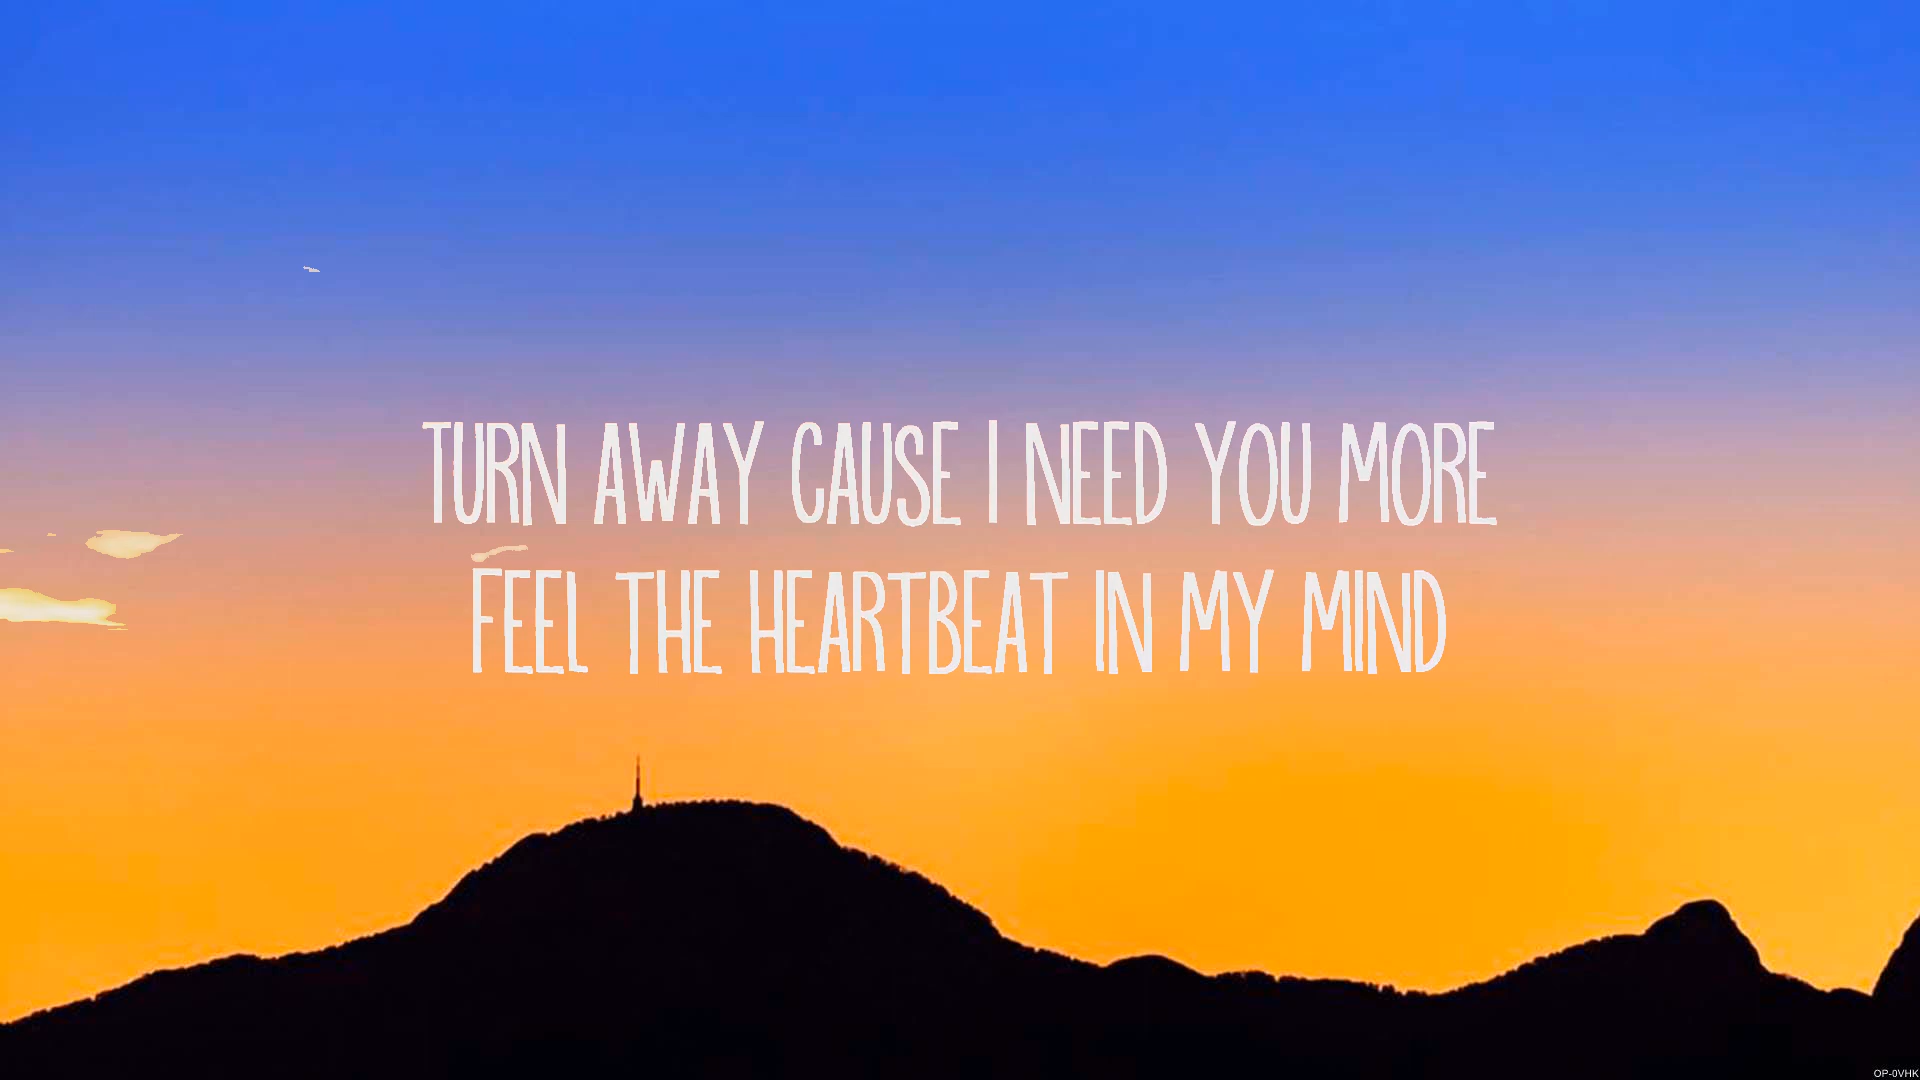 TURN AWAY CAUSE I NEED YOU MORE
FEEL THE HEARTBEAT IN MY MIND
OP-0VHK